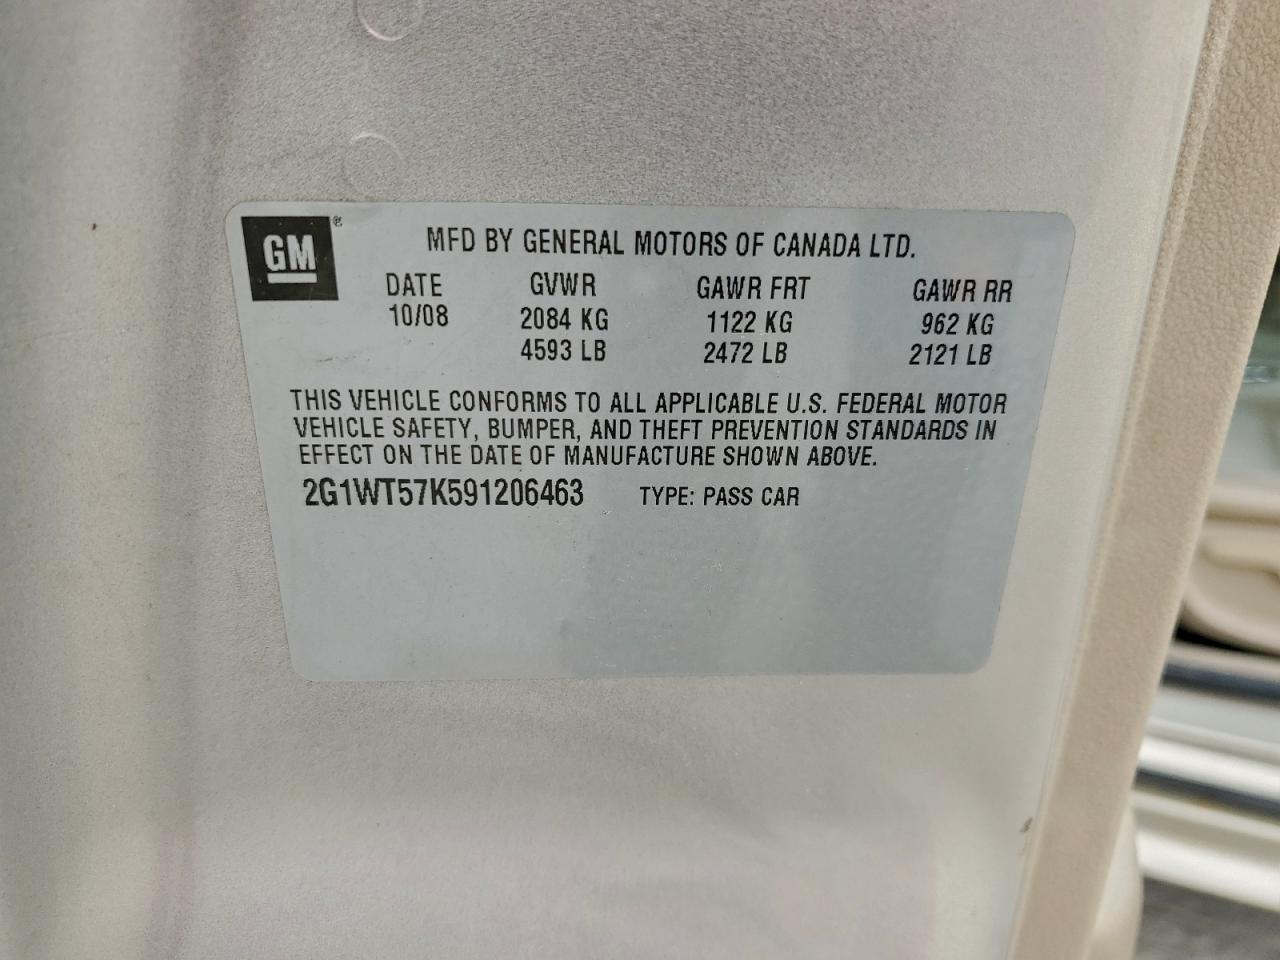 GM ®
MFD BY GENERAL MOTORS OF CANADA LTD.
DATE GVWR GAWR FRT GAWR RR
10/08 2084 KG 1122 KG 962 KG
4593 LB 2472 LB 2121 LB
THIS VEHICLE CONFORMS TO ALL APPLICABLE U.S. FEDERAL MOTOR
VEHICLE SAFETY, BUMPER, AND THEFT PREVENTION STANDARDS IN
EFFECT ON THE DATE OF MANUFACTURE SHOWN ABOVE.
2G1WT57K591206463 TYPE: PASS CAR